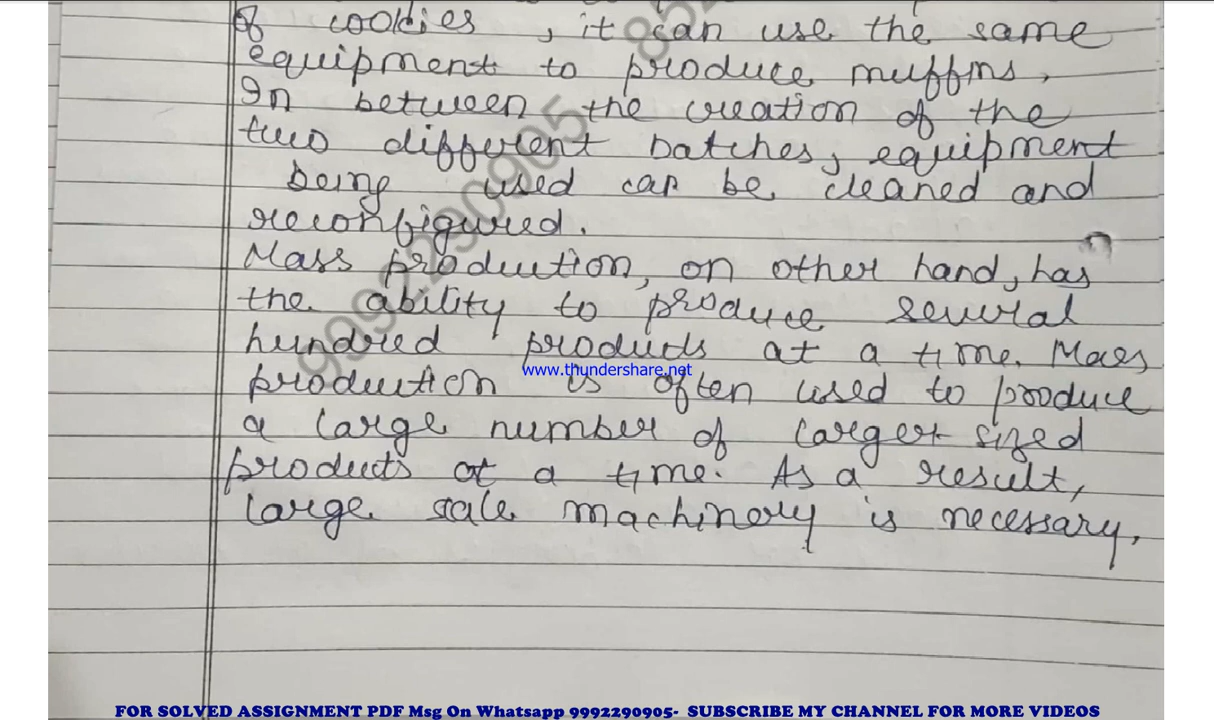 of cookies, it can use the same
equipment to produce muffins,
In between the creation of the
two different batches, equipment
being used can be cleaned and
reconfigured.
Mass production, on other hand, has
the ability to produce several
hundred products at a time. Mass
www.thundershare.net
production is often used to produce
a large number of larger sized
products at a time. As a result,
large scale machinery is necessary,
9992290905
FOR SOLVED ASSIGNMENT PDF Msg On Whatsapp 9992290905- SUBSCRIBE MY CHANNEL FOR MORE VIDEOS